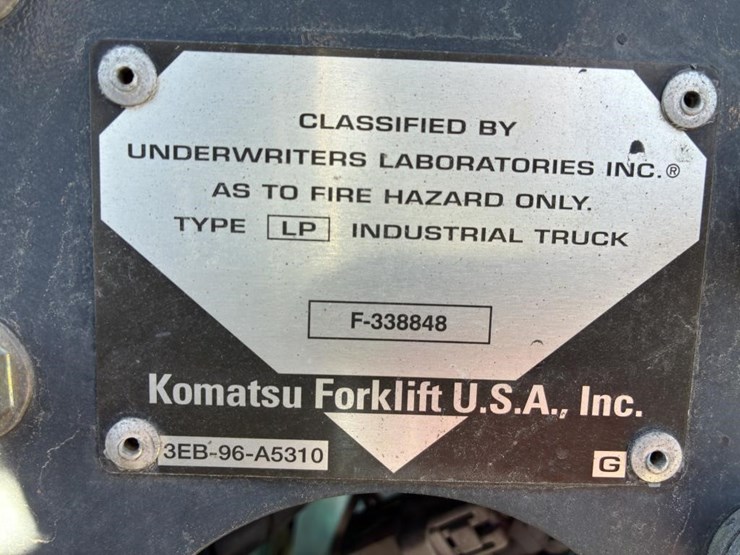 CLASSIFIED BY
UNDERWRITERS LABORATORIES INC.®
AS TO FIRE HAZARD ONLY.
TYPE LP INDUSTRIAL TRUCK
F-338848
Komatsu Forklift U.S.A., Inc.
3EB-96-A5310
G